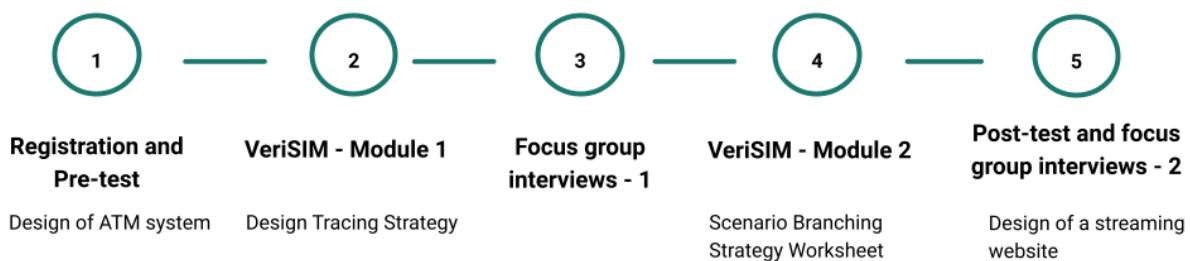 1
2
3
4
5
Registration and
Pre-test
Design of ATM system
VeriSIM - Module 1
Design Tracing Strategy
Focus group
interviews - 1
VeriSIM - Module 2
Scenario Branching
Strategy Worksheet
Post-test and focus
group interviews - 2
Design of a streaming
website